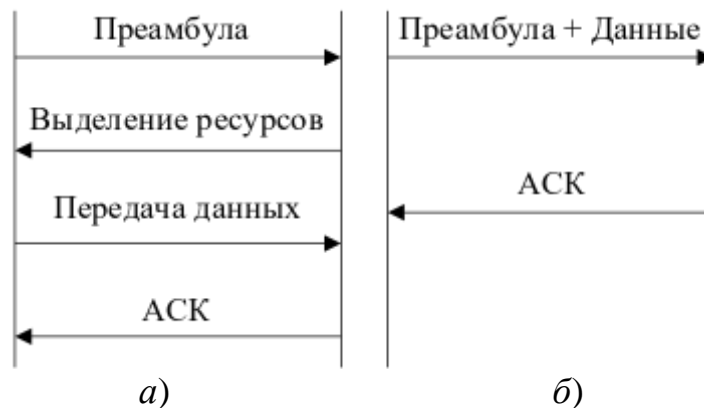 Преамбула
Выделение ресурсов
Передача данных
АСК
а)
Преамбула + Данные
АСК
б)